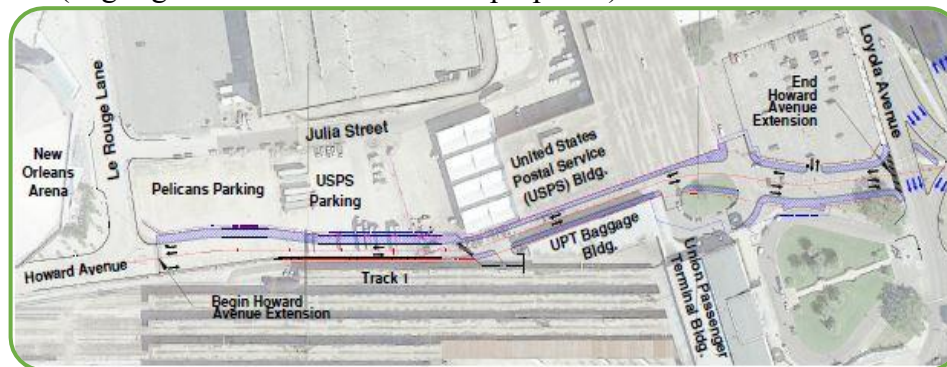 Le Rouge Lane
New
Orleans
Arena
Pelicans Parking
USPS
Parking
Julia Street
United States
Postal Service
(USPS) Bldg.
UPT Baggage
Bldg.
Union Passenger
Terminal Bldg.
End
Howard
Avenue
Extension
Loyola Avenue
Howard Avenue
Begin Howard
Avenue Extension
Track 1